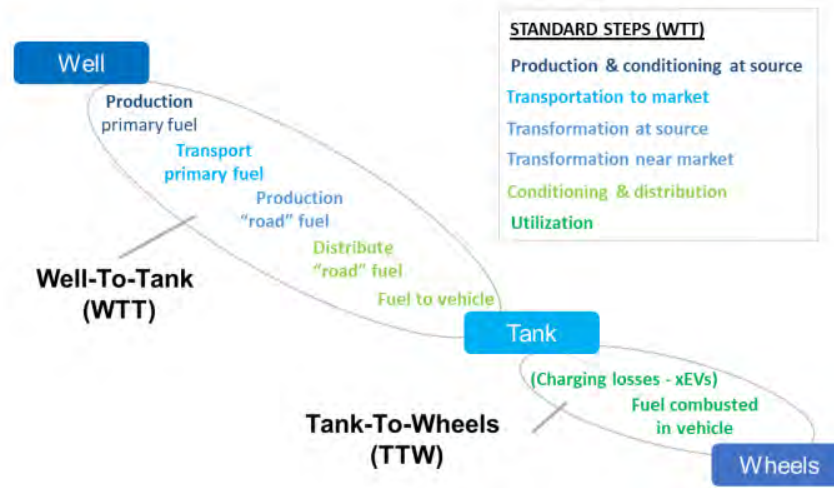 STANDARD STEPS (WTT)
Production & conditioning at source
Transportation to market
Transformation at source
Transformation near market
Conditioning & distribution
Utilization
Well
Production
primary fuel
Transport
primary fuel
Production
“road” fuel
Distribute
“road” fuel
Fuel to vehicle
Well-To-Tank
(WTT)
Tank
(Charging losses - xEVs)
Fuel combusted
in vehicle
Tank-To-Wheels
(TTW)
Wheels